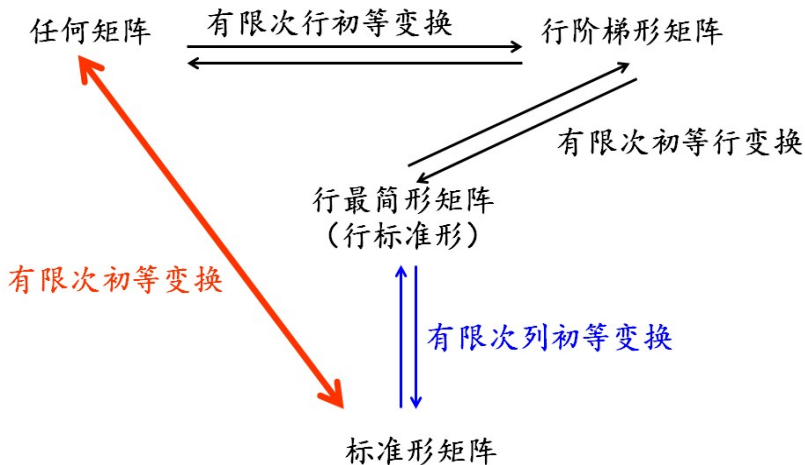 任何矩阵
有限次行初等变换
行阶梯形矩阵
有限次初等行变换
行最简形矩阵
（行标准形）
有限次初等变换
有限次列初等变换
标准形矩阵